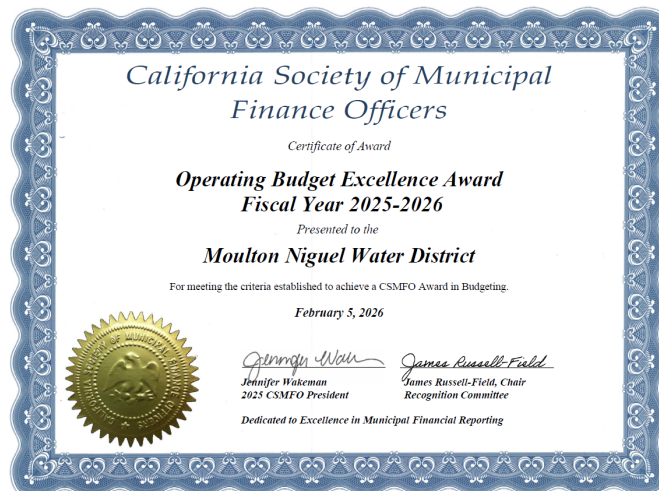 California Society of Municipal
Finance Officers
Certificate of Award
Operating Budget Excellence Award
Fiscal Year 2025-2026
Presented to the
Moulton Niguel Water District
For meeting the criteria established to achieve a CSMFO Award in Budgeting.
February 5, 2026
Jennifer Wakeman
2025 CSMFO President
James Russell-Field
James Russell-Field, Chair
Recognition Committee
Dedicated to Excellence in Municipal Financial Reporting